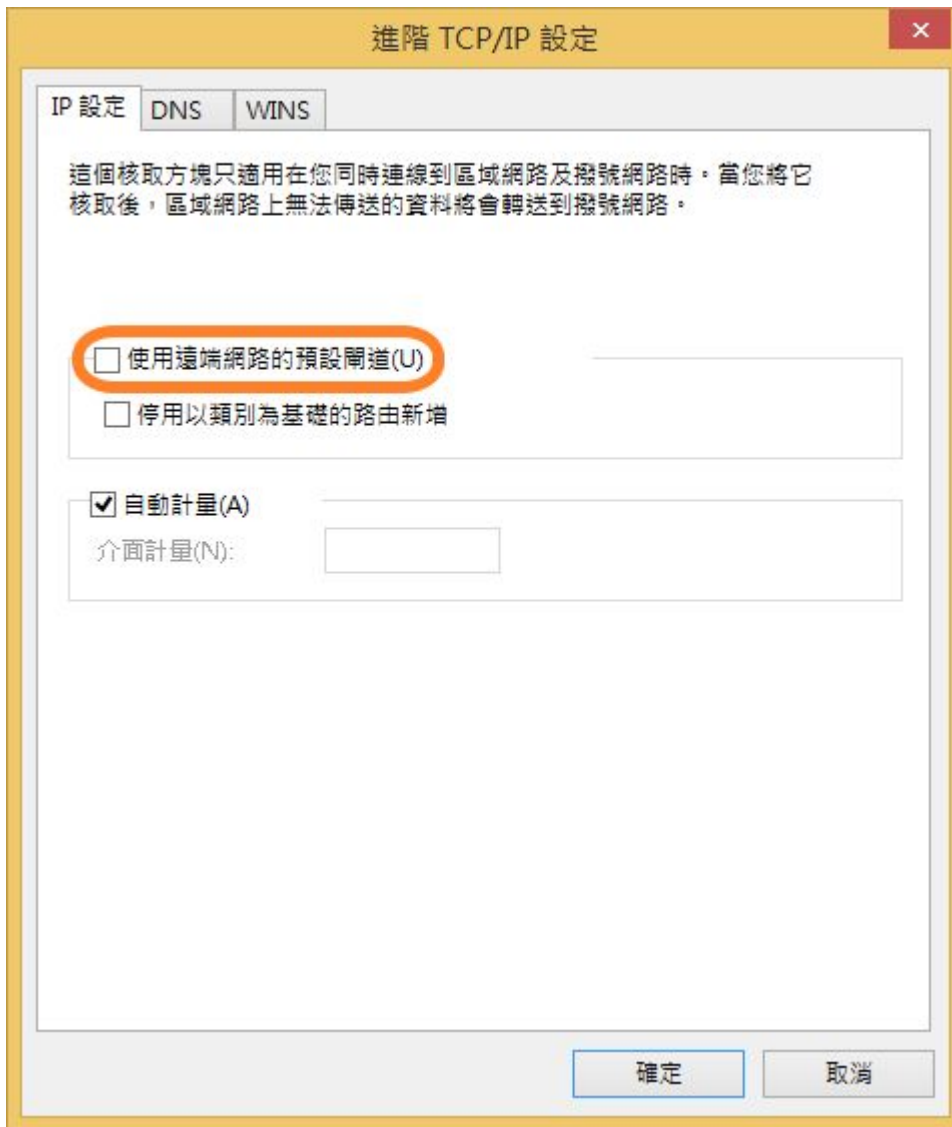 進階 TCP/IP 設定
IP 設定 DNS WINS
這個核取方塊只適用在您同時連線到區域網路及撥號網路時。當您將它
核取後，區域網路上無法傳送的資料將會轉送到撥號網路。
使用遠端網路的預設閘道(U)
停用以類別為基礎的路由新增
自動計量(A)
介面計量(N):
確定 取消